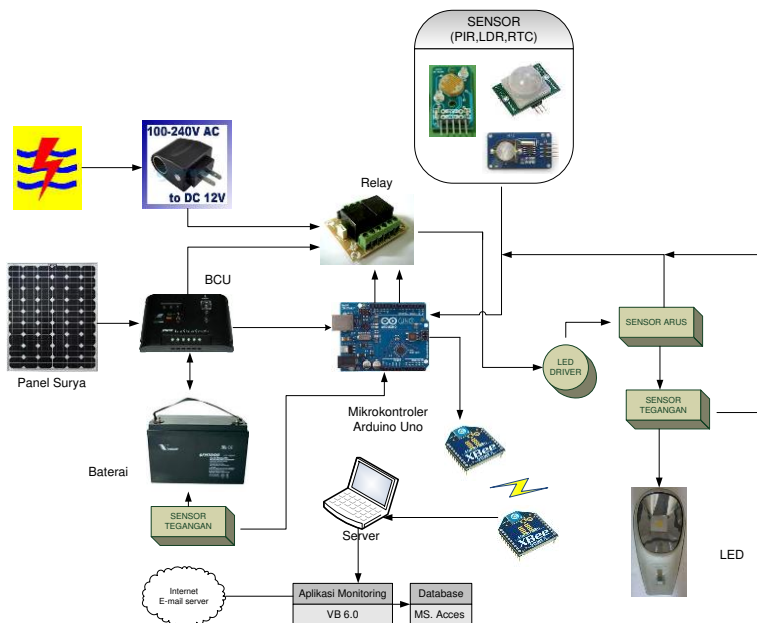 SENSOR
(PIR,LDR,RTC)
100-240V AC
to DC 12V
Relay
BCU
Panel Surya
SENSOR ARUS
LED
DRIVER
SENSOR
TEGANGAN
Mikrokontroler
Arduino Uno
XBee
Baterai
SENSOR
TEGANGAN
Server
XBee
LED
Internet
E-mail server
Aplikasi Monitoring
VB 6.0
Database
MS. Acces